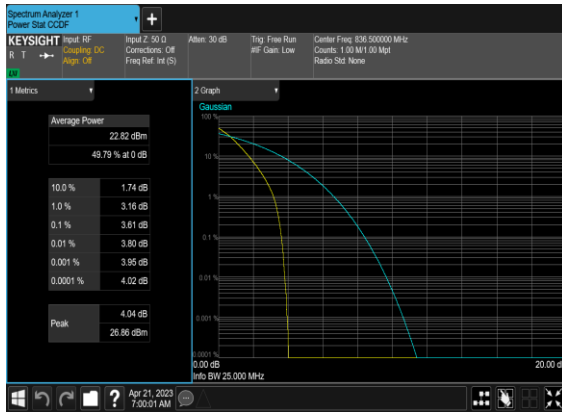 Spectrum Analyzer 1
Power Stat CCDF
+
KEYSIGHT
R T
LXI
Input: RF
Coupling: DC
Align: Off
Input Z: 50 Ω
Corrections: Off
Freq Ref: Int (S)
Atten: 30 dB
Trig: Free Run
#IF Gain: Low
Center Freq: 836.500000 MHz
Counts: 1.00 M/1.00 Mpt
Radio Std: None
1 Metrics
Average Power
22.82 dBm
49.79 % at 0 dB
10.0 % 1.74 dB
1.0 % 3.16 dB
0.1 % 3.61 dB
0.01 % 3.80 dB
0.001 % 3.95 dB
0.0001 % 4.02 dB
Peak
4.04 dB
26.86 dBm
2 Graph
Gaussian
100 %
10 %
1 %
0.1 %
0.01 %
0.001 %
0.0001 %
0.00 dB
20.00 d
Info BW 25.000 MHz
?
Apr 21, 2023
7:00:01 AM